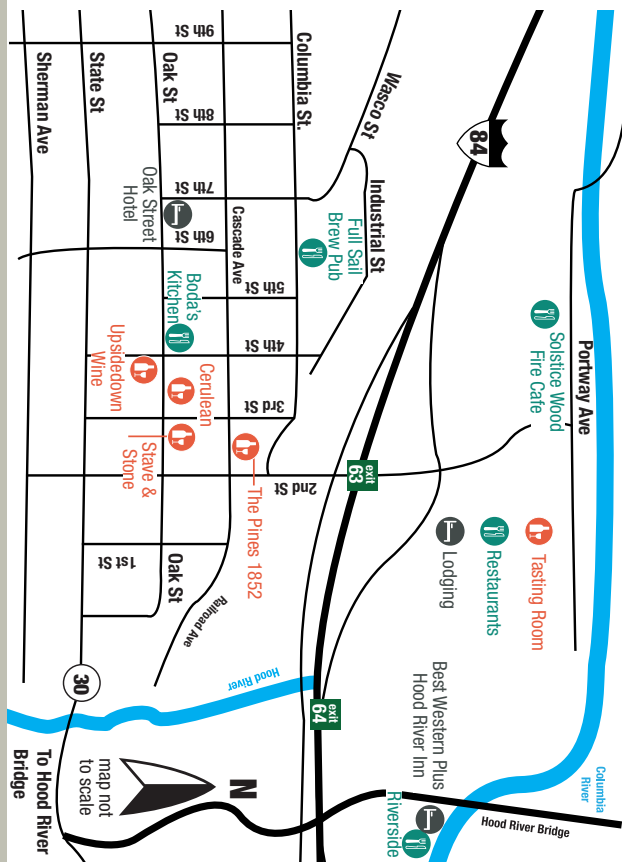 Columbia
River
Hood River Bridge
Riverside
Best Western Plus
Hood River Inn
Portway Ave
Solstice Wood
Fire Cafe
Tasting Room
Restaurants
Lodging
84
exit
63
exit
64
Wasco St
Industrial St
Full Sail
Brew Pub
Columbia St.
Cascade Ave
Oak St
Oak St
State St
Sherman Ave
9th St
8th St
7th St
6th St
5th St
4th St
3rd St
2nd St
1st St
Railroad Ave
Hood River
Oak Street
Hotel
Boda's
Kitchen
Cerulean
Upsidedown
Wine
Stave &
Stone
The Pines 1852
30
N
map not
to scale
To Hood River
Bridge